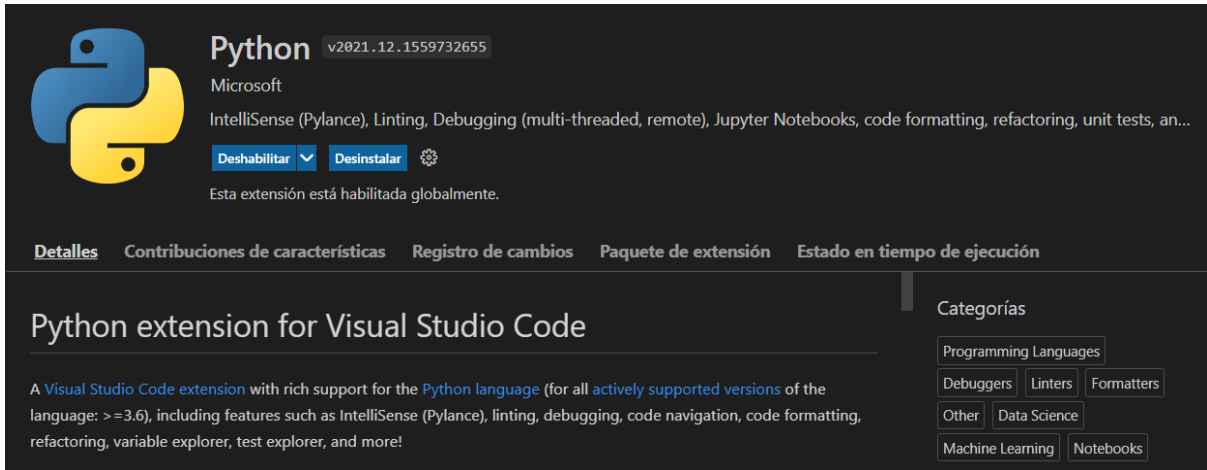 Python v2021.12.1559732655
Microsoft
IntelliSense (Pylance), Linting, Debugging (multi-threaded, remote), Jupyter Notebooks, code formatting, refactoring, unit tests, an...
Deshabilitar Desinstalar
Esta extensión está habilitada globalmente.
Detalles Contribuciones de características Registro de cambios Paquete de extensión Estado en tiempo de ejecución
Python extension for Visual Studio Code
A Visual Studio Code extension with rich support for the Python language (for all actively supported versions of the
language: >=3.6), including features such as IntelliSense (Pylance), linting, debugging, code navigation, code formatting,
refactoring, variable explorer, test explorer, and more!
Categorías
Programming Languages
Debuggers Linters Formatters
Other Data Science
Machine Learning Notebooks